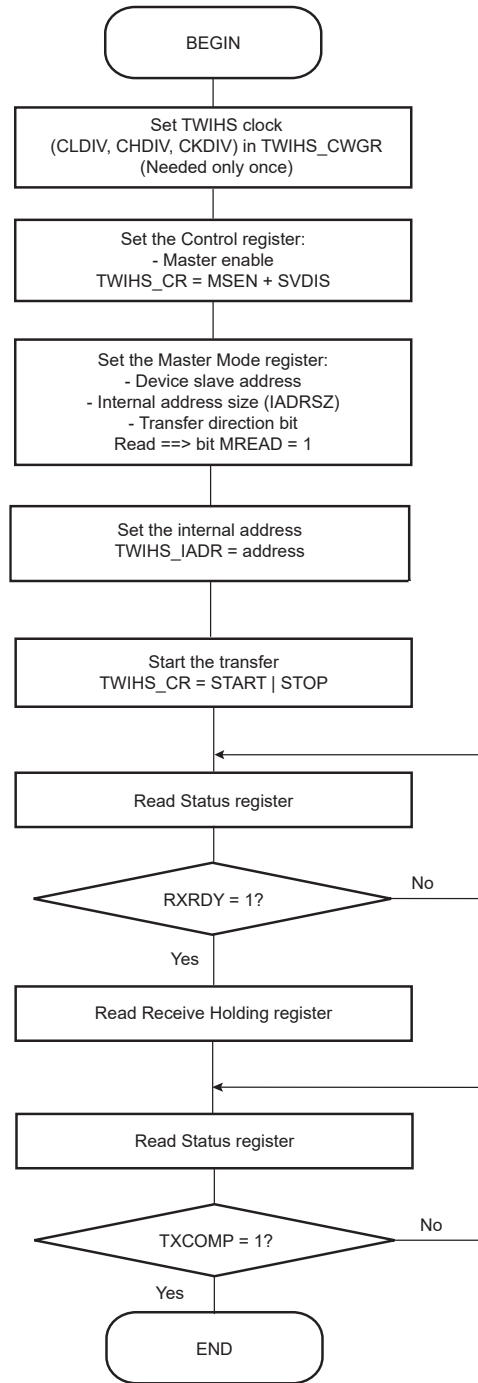 BEGIN
Set TWIHS clock
(CLDIV, CHDIV, CKDIV) in TWIHS_CWGR
(Needed only once)
Set the Control register:
- Master enable
TWIHS_CR = MSEN + SVDIS
Set the Master Mode register:
- Device slave address
- Internal address size (IADRSZ)
- Transfer direction bit
Read ==> bit MREAD = 1
Set the internal address
TWIHS_IADR = address
Start the transfer
TWIHS_CR = START | STOP
Read Status register
RXRDY = 1?
No
Yes
Read Receive Holding register
Read Status register
TXCOMP = 1?
No
Yes
END